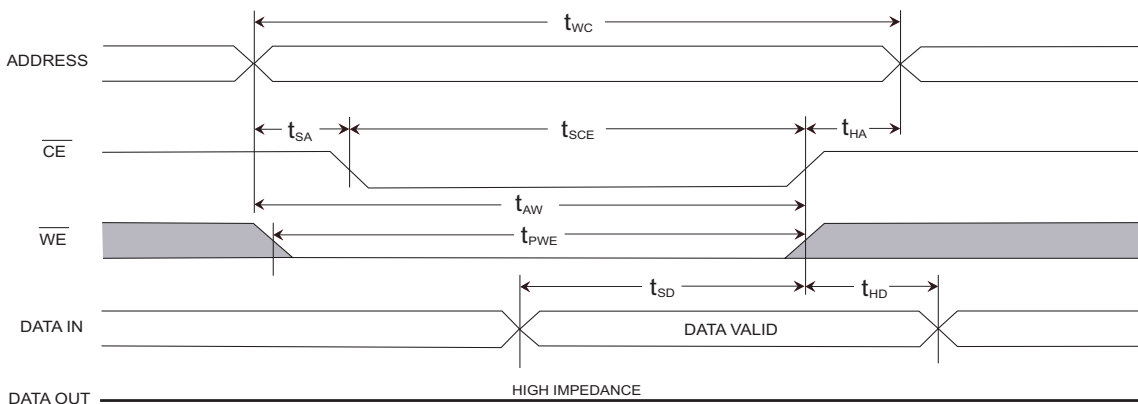 tWC
ADDRESS
tSA tSCE tHA
CE
tAW
WE
tPWE
tSD tHD
DATA IN DATA VALID
HIGH IMPEDANCE
DATA OUT